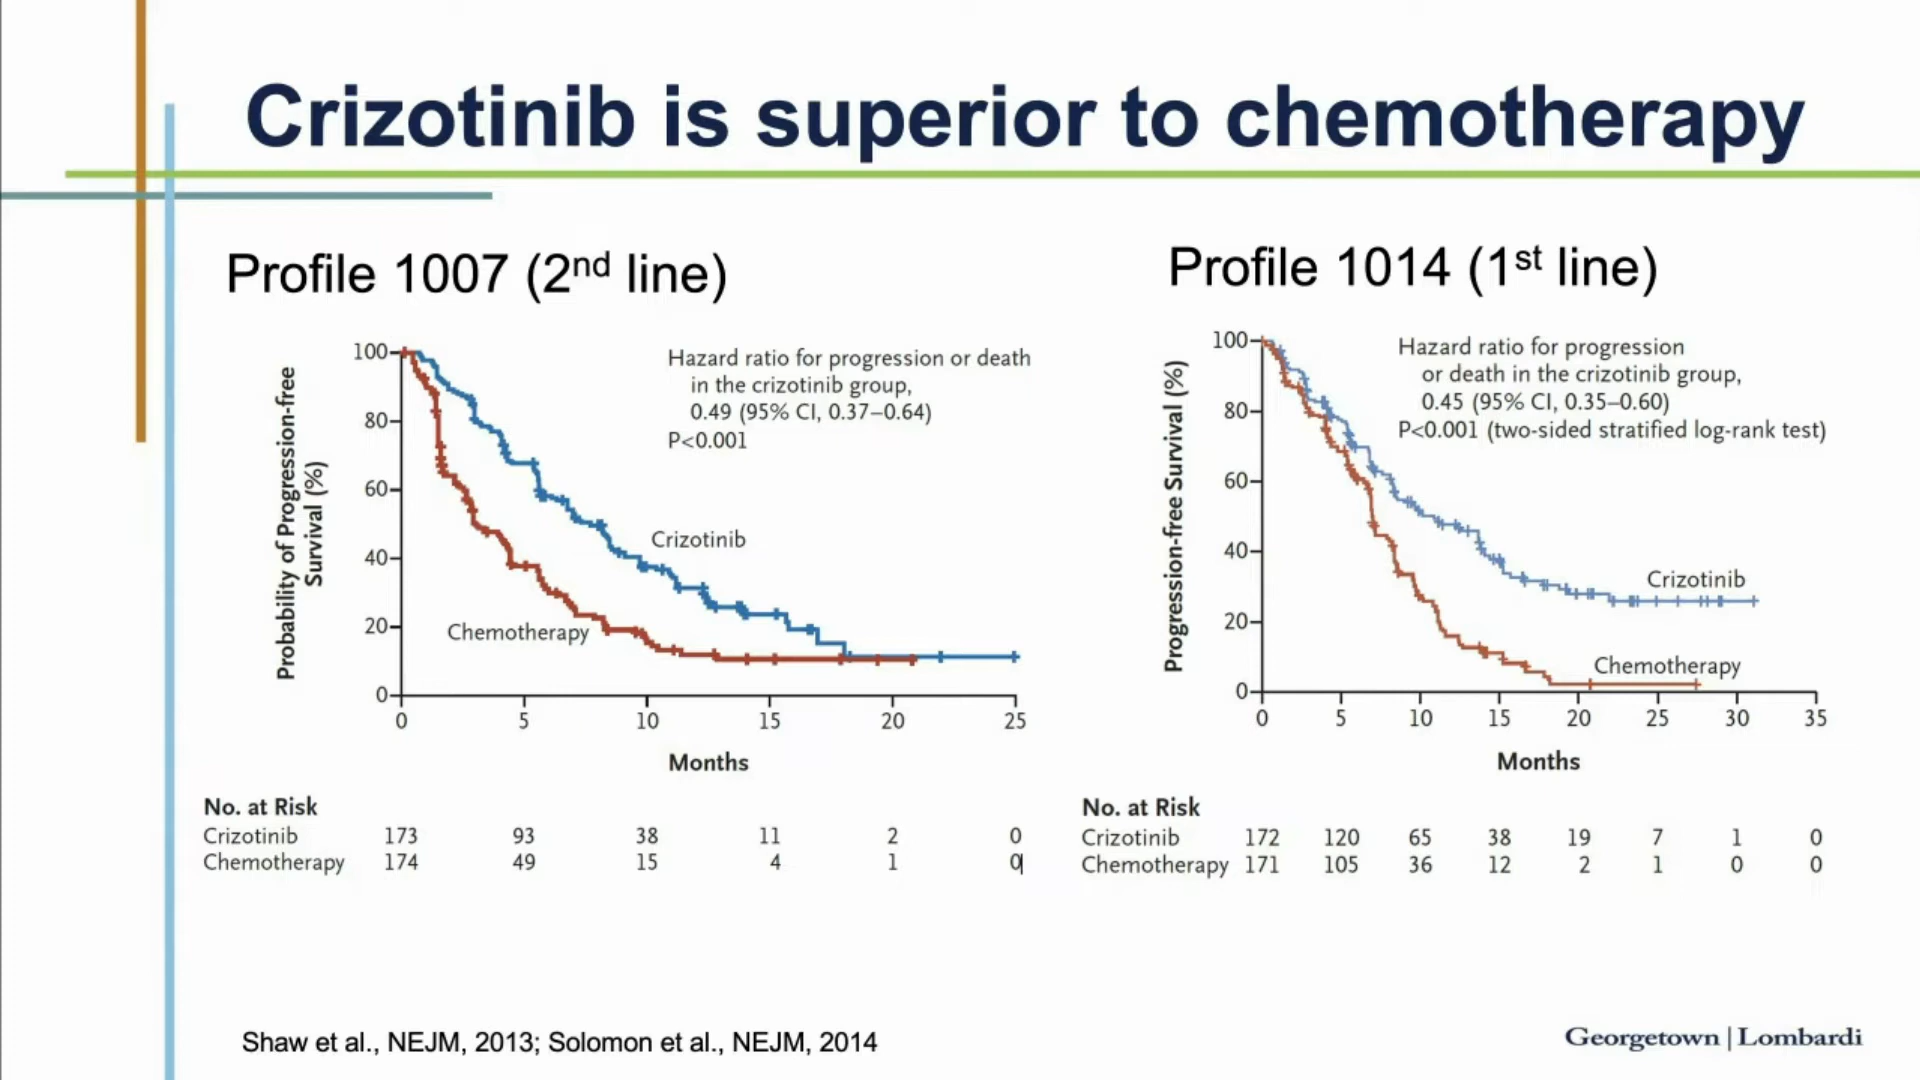 Crizotinib is superior to chemotherapy
Profile 1007 (2nd line)
Probability of Progression-free
Survival (%)
100
80
60
40
20
0
Hazard ratio for progression or death
in the crizotinib group,
0.49 (95% CI, 0.37–0.64)
P<0.001
Crizotinib
Chemotherapy
0 5 10 15 20 25
Months
No. at Risk
Crizotinib 173 93 38 11 2 0
Chemotherapy 174 49 15 4 1 0
Profile 1014 (1st line)
Progression-free Survival (%)
100
80
60
40
20
0
Hazard ratio for progression
or death in the crizotinib group,
0.45 (95% CI, 0.35–0.60)
P<0.001 (two-sided stratified log-rank test)
Crizotinib
Chemotherapy
0 5 10 15 20 25 30 35
Months
No. at Risk
Crizotinib 172 120 65 38 19 7 1 0
Chemotherapy 171 105 36 12 2 1 0 0
Shaw et al., NEJM, 2013; Solomon et al., NEJM, 2014
Georgetown | Lombardi